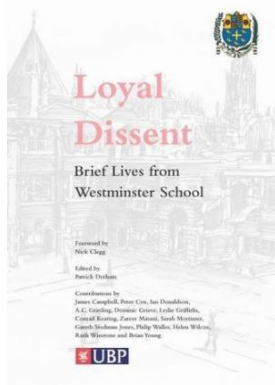 Loyal
Dissent
Brief Lives from
Westminster School
Foreword by
Nick Clegg
Edited by
Patrick Derham
Contributions by
James Campbell, Peter Cox, Ian Donaldson,
A.C. Grayling, Dominic Grieve, Leslie Griffiths,
Conrad Keating, Zareer Masani, Sarah Mortimer,
Gareth Stedman Jones, Philip Waller, Helen Wilcox,
Ruth Winstone and Brian Young
UBP